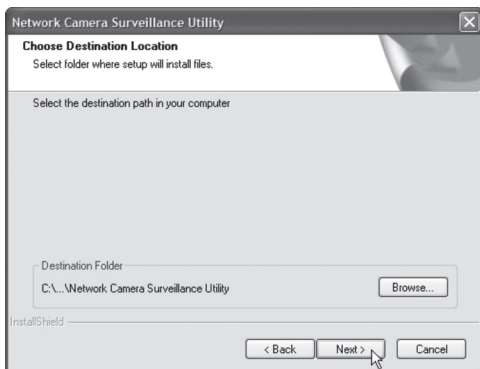 Network Camera Surveillance Utility
Choose Destination Location
Select folder where setup will install files.
Select the destination path in your computer
Destination Folder
C:\...\Network Camera Surveillance Utility
Browse...
InstallShield
< Back
Next >
Cancel